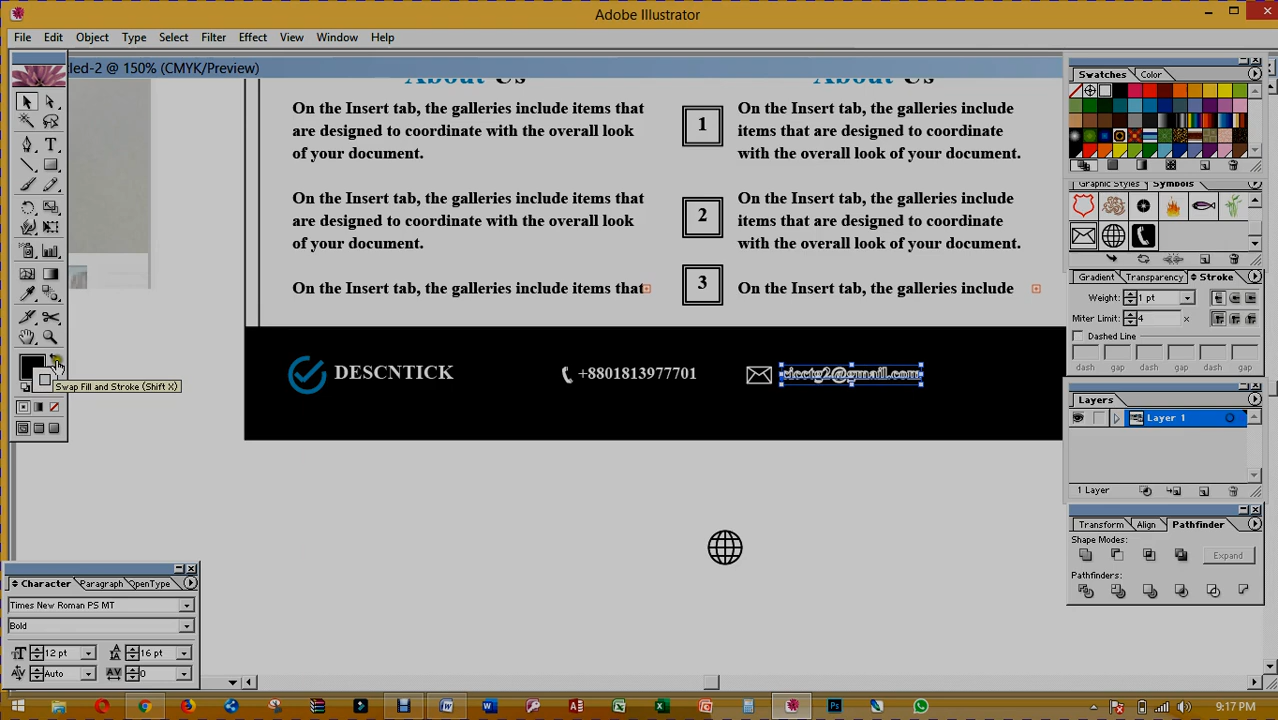 Adobe Illustrator
File Edit Object Type Select Filter Effect View Window Help
led-2 @ 150% (CMYK/Preview)
About Us
On the Insert tab, the galleries include items that
are designed to coordinate with the overall look
of your document.
On the Insert tab, the galleries include items that
are designed to coordinate with the overall look
of your document.
On the Insert tab, the galleries include items that
1
2
3
About Us
On the Insert tab, the galleries include
items that are designed to coordinate
with the overall look of your document.
On the Insert tab, the galleries include
items that are designed to coordinate
with the overall look of your document.
On the Insert tab, the galleries include
DESCNTICK
+8801813977701
ciectg2@gmail.com
Swap Fill and Stroke (Shift X)
Swatches Color
Graphic Styles Symbols
Gradient Transparency Stroke
Weight: 1 pt
Miter Limit: 4 x
Dashed Line
dash gap dash gap dash gap
Layers
Layer 1
1 Layer
Transform Align Pathfinder
Shape Modes:
Expand
Pathfinders:
Character Paragraph OpenType
Times New Roman PS MT
Bold
12 pt 16 pt
Auto 0
9:17 PM